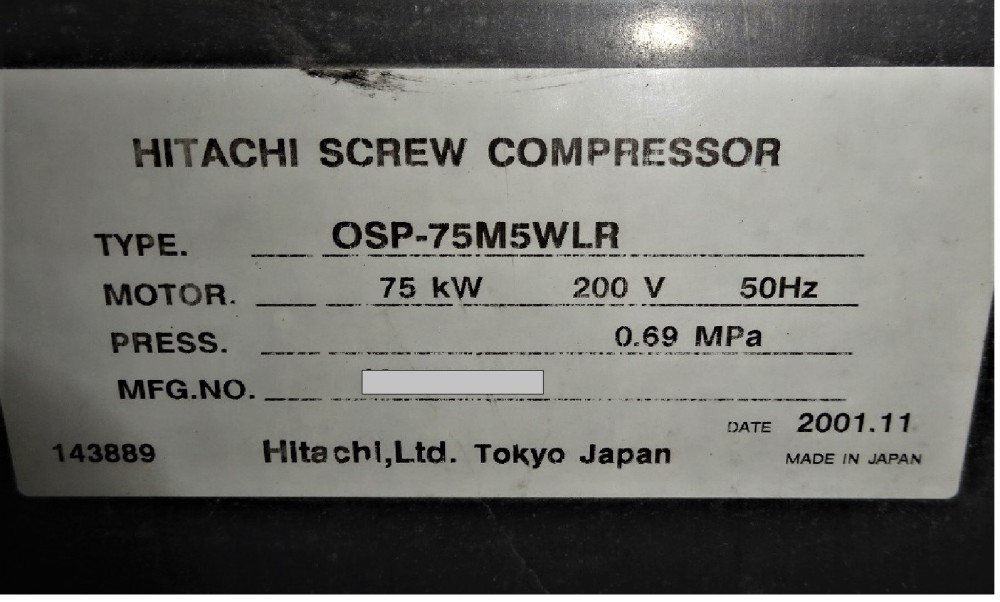 HITACHI SCREW COMPRESSOR
TYPE. OSP-75M5WLR
MOTOR. 75 kW 200 V 50Hz
PRESS. 0.69 MPa
MFG.NO.
DATE 2001.11
143889 Hitachi,Ltd. Tokyo Japan MADE IN JAPAN